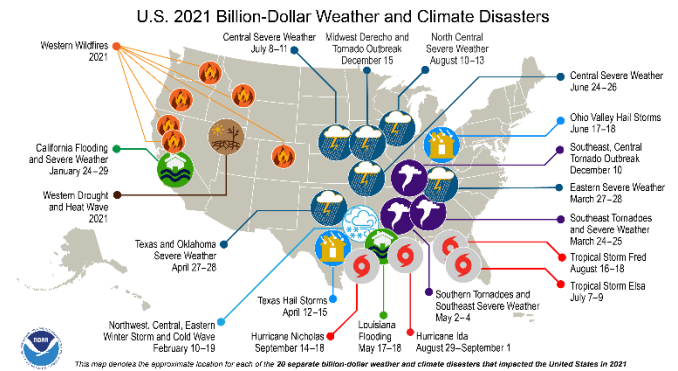 U.S. 2021 Billion-Dollar Weather and Climate Disasters
Western Wildfires
2021
Central Severe Weather
July 8–11
Midwest Derecho and
Tornado Outbreak
December 15
North Central
Severe Weather
August 10–13
Central Severe Weather
June 24–26
Ohio Valley Hail Storms
June 17–18
California Flooding
and Severe Weather
January 24–29
Southeast, Central
Tornado Outbreak
December 10
Western Drought
and Heat Wave
2021
Eastern Severe Weather
March 27–28
Southeast Tornadoes
and Severe Weather
March 24–25
Texas and Oklahoma
Severe Weather
April 27–28
Tropical Storm Fred
August 16–18
Tropical Storm Elsa
July 7–9
Texas Hail Storms
April 12–15
Southern Tornadoes and
Southeast Severe Weather
May 2–4
Northwest, Central, Eastern
Winter Storm and Cold Wave
February 10–19
Hurricane Nicholas
September 14–18
Louisiana
Flooding
May 17–18
Hurricane Ida
August 29–September 1
NOAA
This map denotes the approximate location for each of the 20 separate billion-dollar weather and climate disasters that impacted the United States in 2021